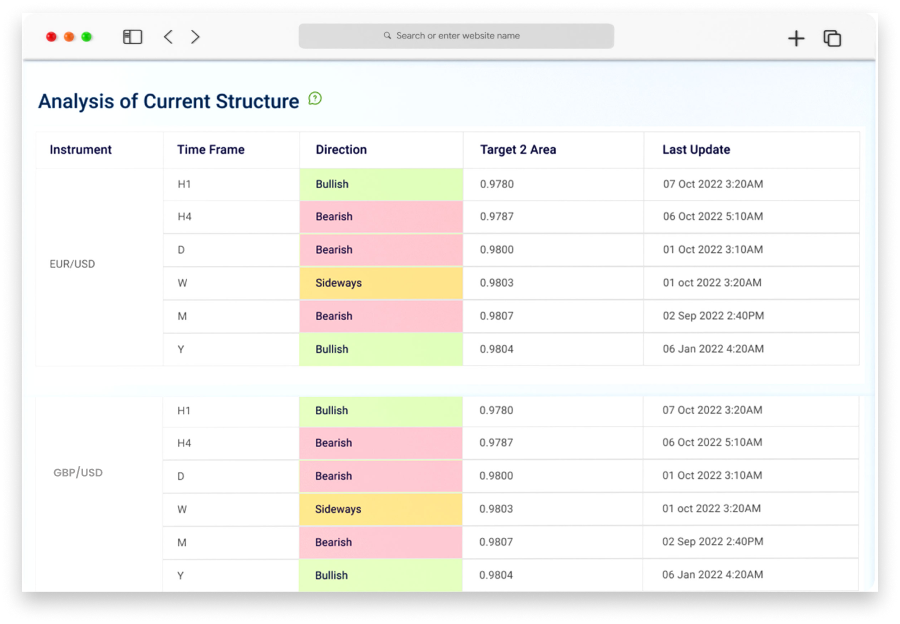 Search or enter website name
Analysis of Current Structure ?
Instrument Time Frame Direction Target 2 Area Last Update
H1 Bullish 0.9780 07 Oct 2022 3:20AM
H4 Bearish 0.9787 06 Oct 2022 5:10AM
D Bearish 0.9800 01 Oct 2022 3:10AM
EUR/USD
W Sideways 0.9803 01 oct 2022 3:20AM
M Bearish 0.9807 02 Sep 2022 2:40PM
Y Bullish 0.9804 06 Jan 2022 4:20AM
H1 Bullish 0.9780 07 Oct 2022 3:20AM
H4 Bearish 0.9787 06 Oct 2022 5:10AM
GBP/USD
D Bearish 0.9800 01 Oct 2022 3:10AM
W Sideways 0.9803 01 oct 2022 3:20AM
M Bearish 0.9807 02 Sep 2022 2:40PM
Y Bullish 0.9804 06 Jan 2022 4:20AM